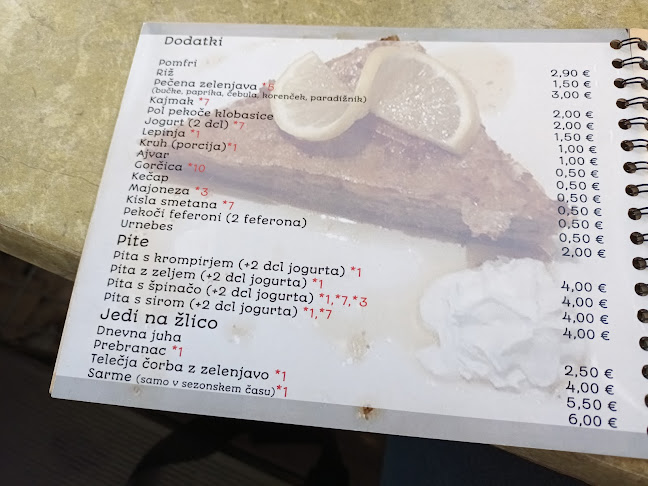 Dodatki
Pomfri 2,90 €
Riž 1,50 €
Pečena zelenjava 3,00 €
(bučke, paprika, čebula, korenček, paradižnik)
Kajmak *7 2,00 €
Pol pekoče klobasice 2,00 €
Jogurt (2 dcl) *7 1,50 €
Lepinja *1 1,00 €
Kruh (porcija)*1 1,00 €
Ajvar 0,50 €
Gorčica *10 0,50 €
Kečap 0,50 €
Majoneza *3 0,50 €
Kisla smetana *7 0,50 €
Pekoči feferoni (2 feferona) 0,50 €
Urnebes 2,00 €
Pite
Pita s krompirjem (+2 dcl jogurta) *1 4,00 €
Pita z zeljem (+2 dcl jogurta) *1 4,00 €
Pita s špinačo (+2 dcl jogurta) *1,*7,*3 4,00 €
Pita s sirom (+2 dcl jogurta) *1,*7 4,00 €
Jedi na žlico
Dnevna juha 2,50 €
Prebranac *1 4,00 €
Telečja čorba z zelenjavo *1 5,50 €
Sarme (samo v sezonskem času)*1 6,00 €